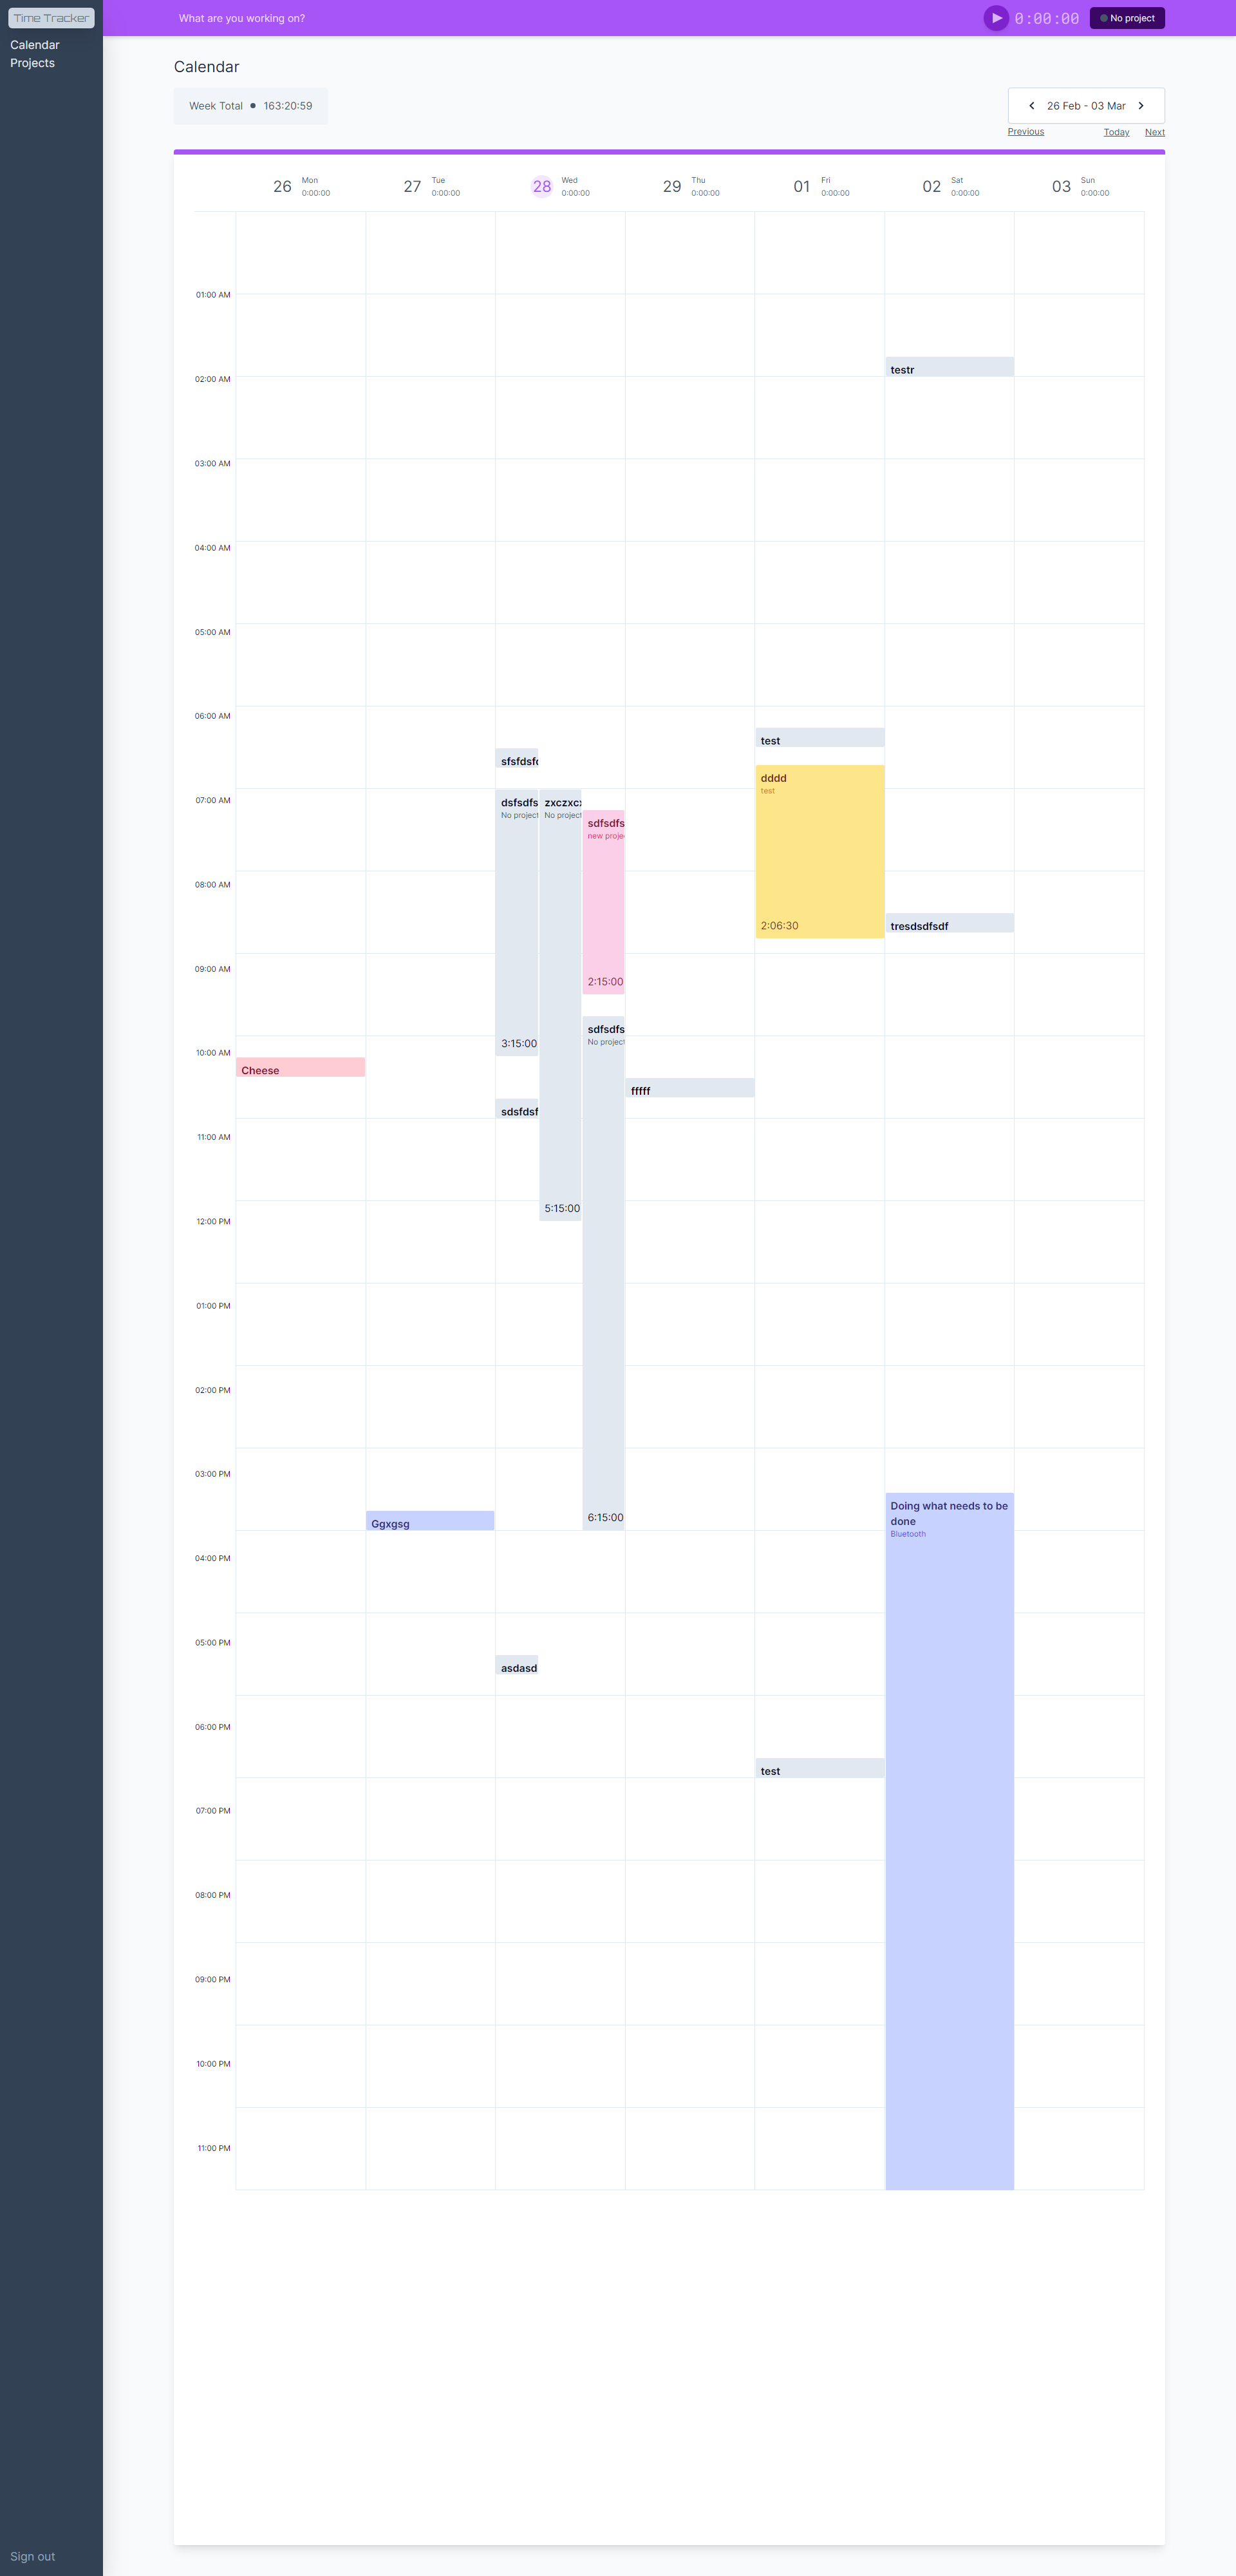 Time Tracker
What are you working on?
0:00:00
No project
Calendar
Projects
Calendar
Week Total
163:20:59
26 Feb - 03 Mar
Previous
Today
Next
26
Mon
0:00:00
27
Tue
0:00:00
28
Wed
0:00:00
29
Thu
0:00:00
01
Fri
0:00:00
02
Sat
0:00:00
03
Sun
0:00:00
01:00 AM
testr
02:00 AM
03:00 AM
04:00 AM
05:00 AM
06:00 AM
test
sfsfdsf
dddd
test
07:00 AM
dsfsdfs
No project
zxczxc
No project
sdfsdfs
new proje
08:00 AM
2:06:30
tresdsdfsdf
09:00 AM
2:15:00
sdfsdfs
No project
3:15:00
10:00 AM
Cheese
fffff
sdsfdsf
11:00 AM
5:15:00
12:00 PM
01:00 PM
02:00 PM
03:00 PM
Doing what needs to be
done
Bluetooth
6:15:00
Ggxgsg
04:00 PM
05:00 PM
asdasd
06:00 PM
test
07:00 PM
08:00 PM
09:00 PM
10:00 PM
11:00 PM
Sign out